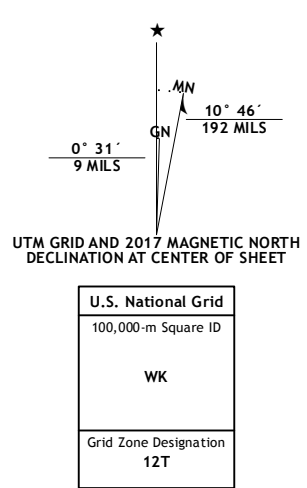 ★
MN
GN
10° 46´
192 MILS
0° 31´
9 MILS
UTM GRID AND 2017 MAGNETIC NORTH
DECLINATION AT CENTER OF SHEET
U.S. National Grid
100,000-m Square ID
WK
Grid Zone Designation
12T